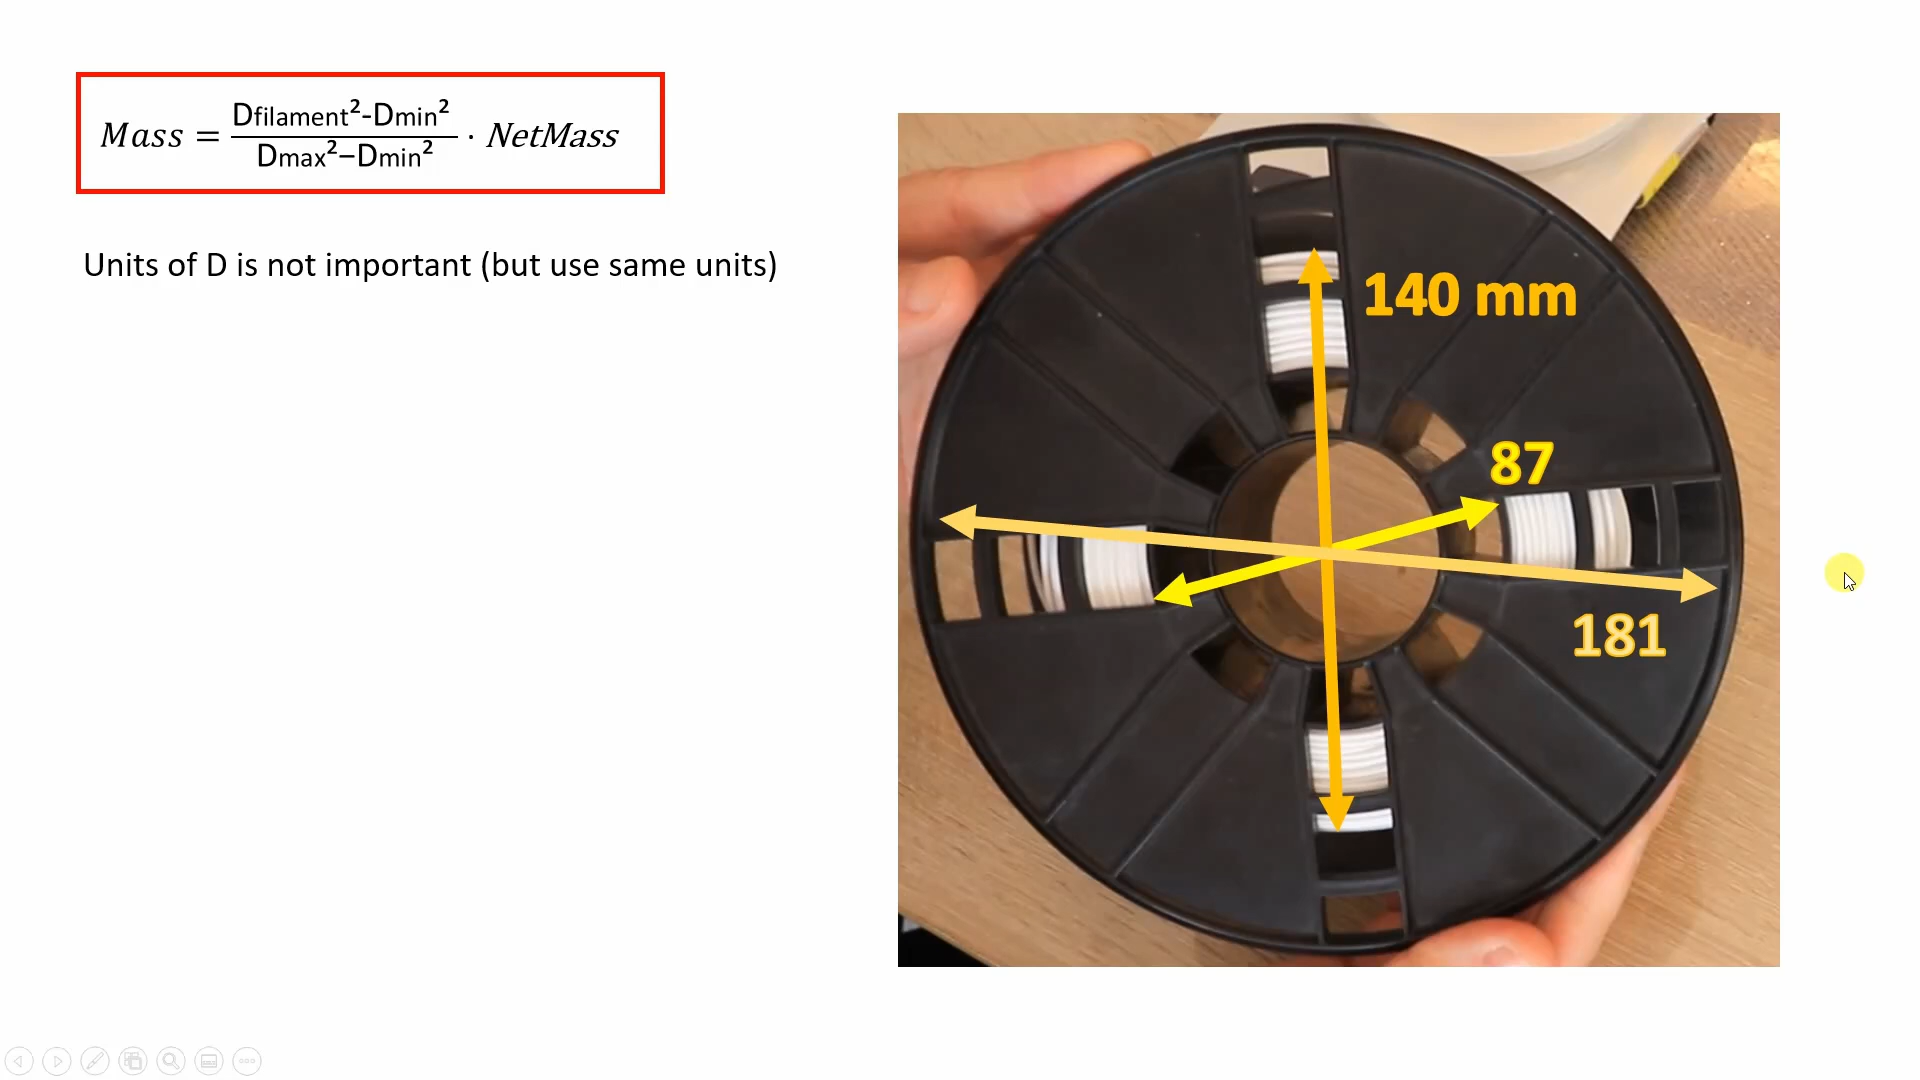 Mass = Dfilament²-Dmin² / Dmax²−Dmin² · NetMass
Units of D is not important (but use same units)
140 mm
87
181